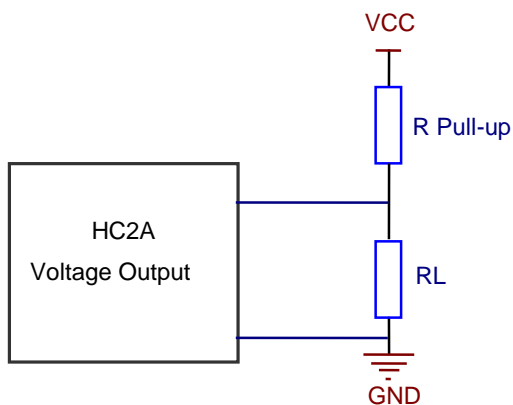 VCC
R Pull-up
HC2A
Voltage Output
RL
GND